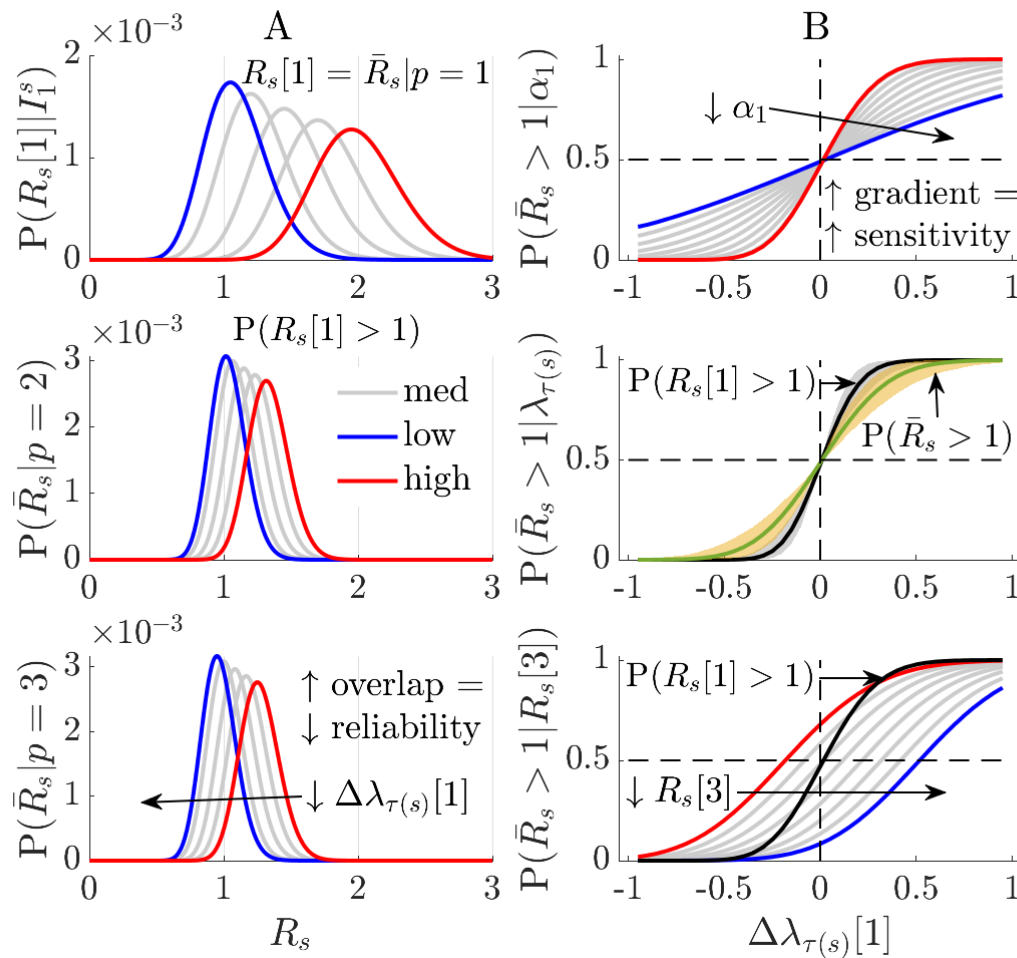 A
B
×10⁻³
P(R_s[1]|I_1^s)
2
1
0
R_s[1] = R̄_s|p = 1
0 1 2 3
P(R̄_s > 1|α_1)
1
0.5
0
↓ α_1
↑ gradient =
↑ sensitivity
-1 -0.5 0 0.5 1
×10⁻³
P(R̄_s|p = 2)
3
2
1
0
P(R_s[1] > 1)
med
low
high
0 1 2 3
P(R̄_s > 1|λ_τ(s))
1
0.5
0
P(R_s[1] > 1)
P(R̄_s > 1)
-1 -0.5 0 0.5 1
×10⁻³
P(R̄_s|p = 3)
3
2
1
0
↑ overlap =
↓ reliability
↓ Δλ_τ(s)[1]
0 1 2 3
R_s
P(R̄_s > 1|R_s[3])
1
0.5
0
P(R_s[1] > 1)
↓ R_s[3]
-1 -0.5 0 0.5 1
Δλ_τ(s)[1]